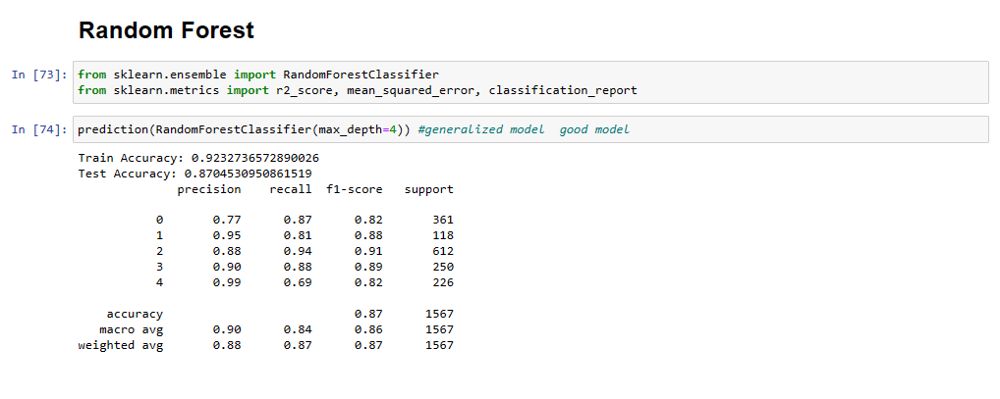 Random Forest
In [73]: from sklearn.ensemble import RandomForestClassifier
from sklearn.metrics import r2_score, mean_squared_error, classification_report
In [74]: prediction(RandomForestClassifier(max_depth=4)) #generalized model  good model
Train Accuracy: 0.9232736572890026
Test Accuracy: 0.8704530950861519
precision recall f1-score support
0 0.77 0.87 0.82 361
1 0.95 0.81 0.88 118
2 0.88 0.94 0.91 612
3 0.90 0.88 0.89 250
4 0.99 0.69 0.82 226
accuracy 0.87 1567
macro avg 0.90 0.84 0.86 1567
weighted avg 0.88 0.87 0.87 1567